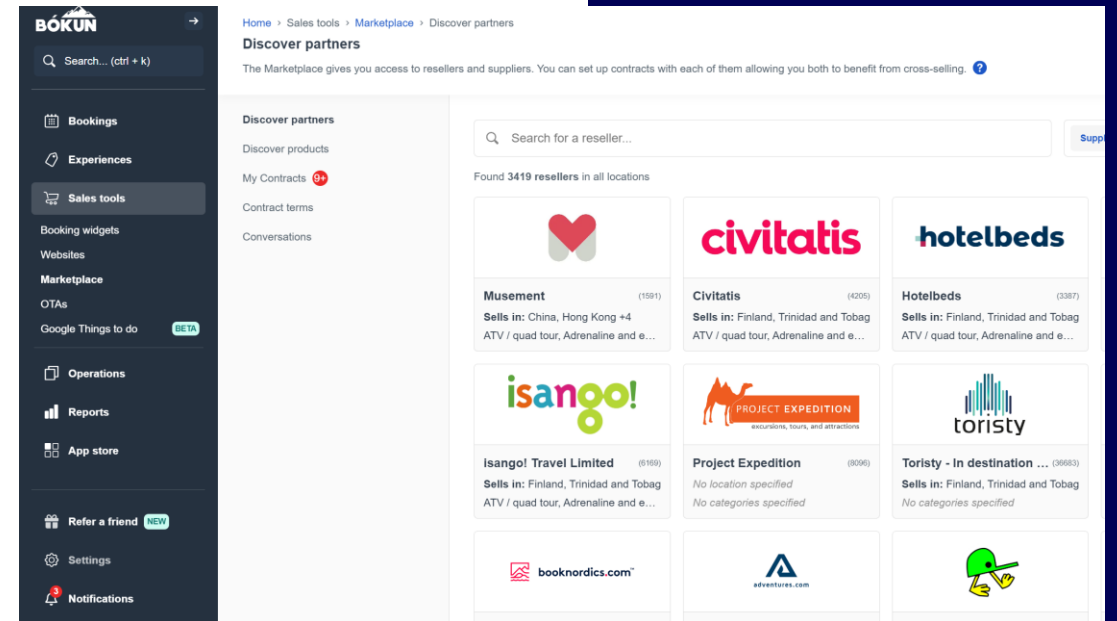 BÓKUN
Search... (ctrl + k)
Bookings
Experiences
Sales tools
Booking widgets
Websites
Marketplace
OTAs
Google Things to do BETA
Operations
Reports
App store
Refer a friend NEW
Settings
3
Notifications
Home > Sales tools > Marketplace > Discover partners
Discover partners
The Marketplace gives you access to resellers and suppliers. You can set up contracts with each of them allowing you both to benefit from cross-selling. ?
Discover partners
Discover products
My Contracts 9+
Contract terms
Conversations
Search for a reseller...
Suppl
Found 3419 resellers in all locations
Musement (1591)
Sells in: China, Hong Kong +4
ATV / quad tour, Adrenaline and e...
civitatis
Civitatis (4205)
Sells in: Finland, Trinidad and Tobag
ATV / quad tour, Adrenaline and e...
hotelbeds
Hotelbeds (3387)
Sells in: Finland, Trinidad and Tobag
ATV / quad tour, Adrenaline and e...
isango!
isango! Travel Limited (6169)
Sells in: Finland, Trinidad and Tobag
ATV / quad tour, Adrenaline and e...
PROJECT EXPEDITION
excursions, tours, and attractions
Project Expedition (8096)
No location specified
No categories specified
toristy
Toristy - In destination ... (36683)
Sells in: Finland, Trinidad and Tobag
No categories specified
booknordics.com™
adventures.com